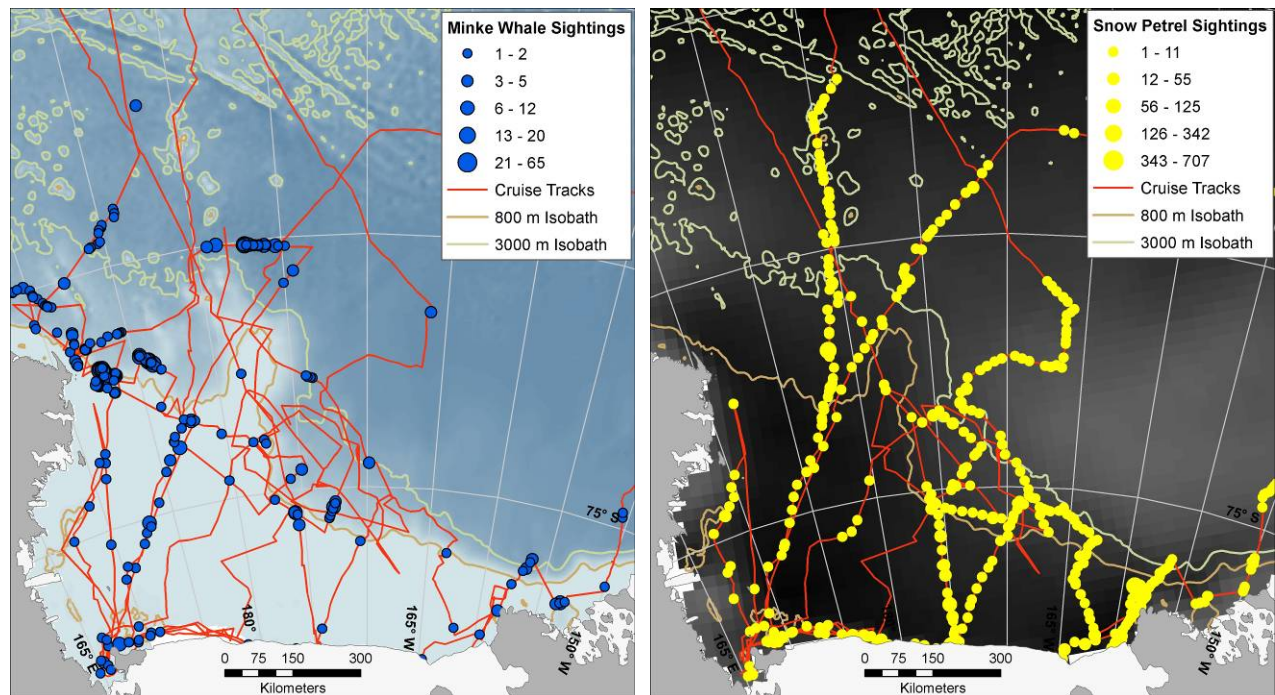 Minke Whale Sightings
1 - 2
3 - 5
6 - 12
13 - 20
21 - 65
Cruise Tracks
800 m Isobath
3000 m Isobath
75° S
165° E
180°
165° W
150° W
0 75 150 300
Kilometers
Snow Petrel Sightings
1 - 11
12 - 55
56 - 125
126 - 342
343 - 707
Cruise Tracks
800 m Isobath
3000 m Isobath
75° S
165° E
180°
165° W
150° W
0 75 150 300
Kilometers